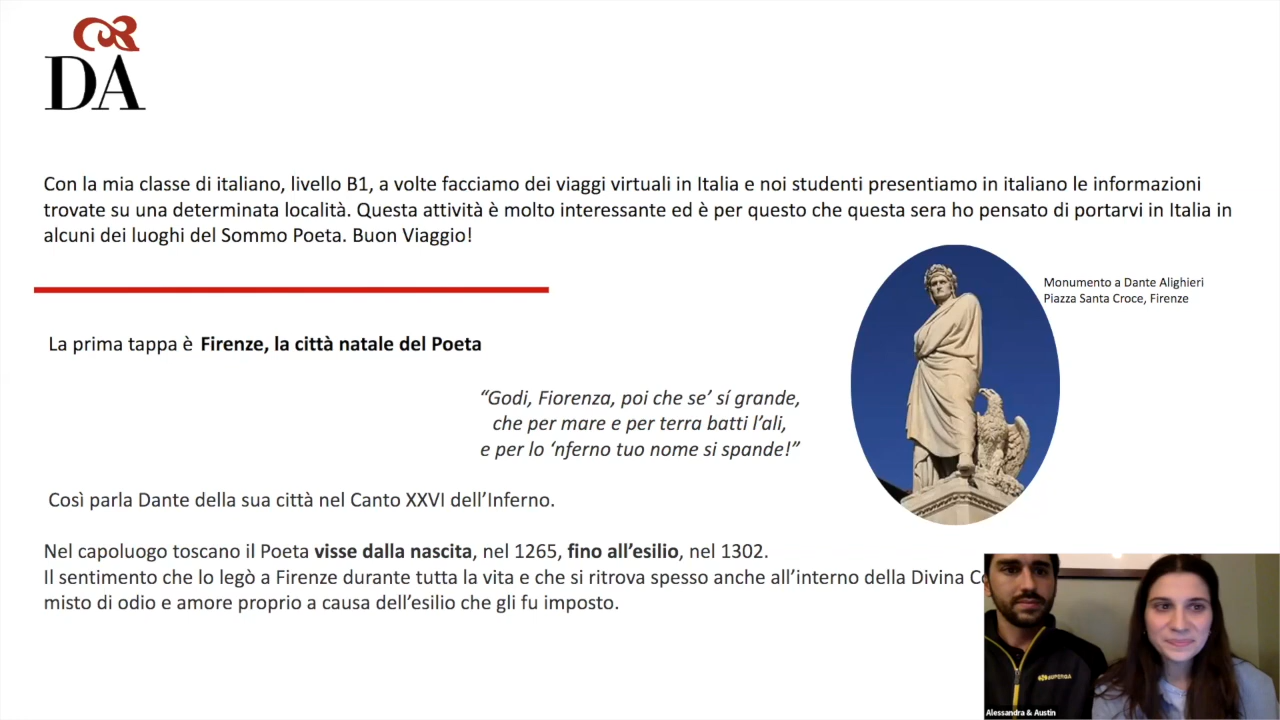 DA
Con la mia classe di italiano, livello B1, a volte facciamo dei viaggi virtuali in Italia e noi studenti presentiamo in italiano le informazioni
trovate su una determinata località. Questa attività è molto interessante ed è per questo che questa sera ho pensato di portarvi in Italia in
alcuni dei luoghi del Sommo Poeta. Buon Viaggio!
Monumento a Dante Alighieri
Piazza Santa Croce, Firenze
La prima tappa è Firenze, la città natale del Poeta
“Godi, Fiorenza, poi che se’ sí grande,
che per mare e per terra batti l’ali,
e per lo ‘nferno tuo nome si spande!”
Così parla Dante della sua città nel Canto XXVI dell’Inferno.
Nel capoluogo toscano il Poeta visse dalla nascita, nel 1265, fino all’esilio, nel 1302.
Il sentimento che lo legò a Firenze durante tutta la vita e che si ritrova spesso anche all’interno della Divina
misto di odio e amore proprio a causa dell’esilio che gli fu imposto.
SUPERGA
Alessandra & Austin